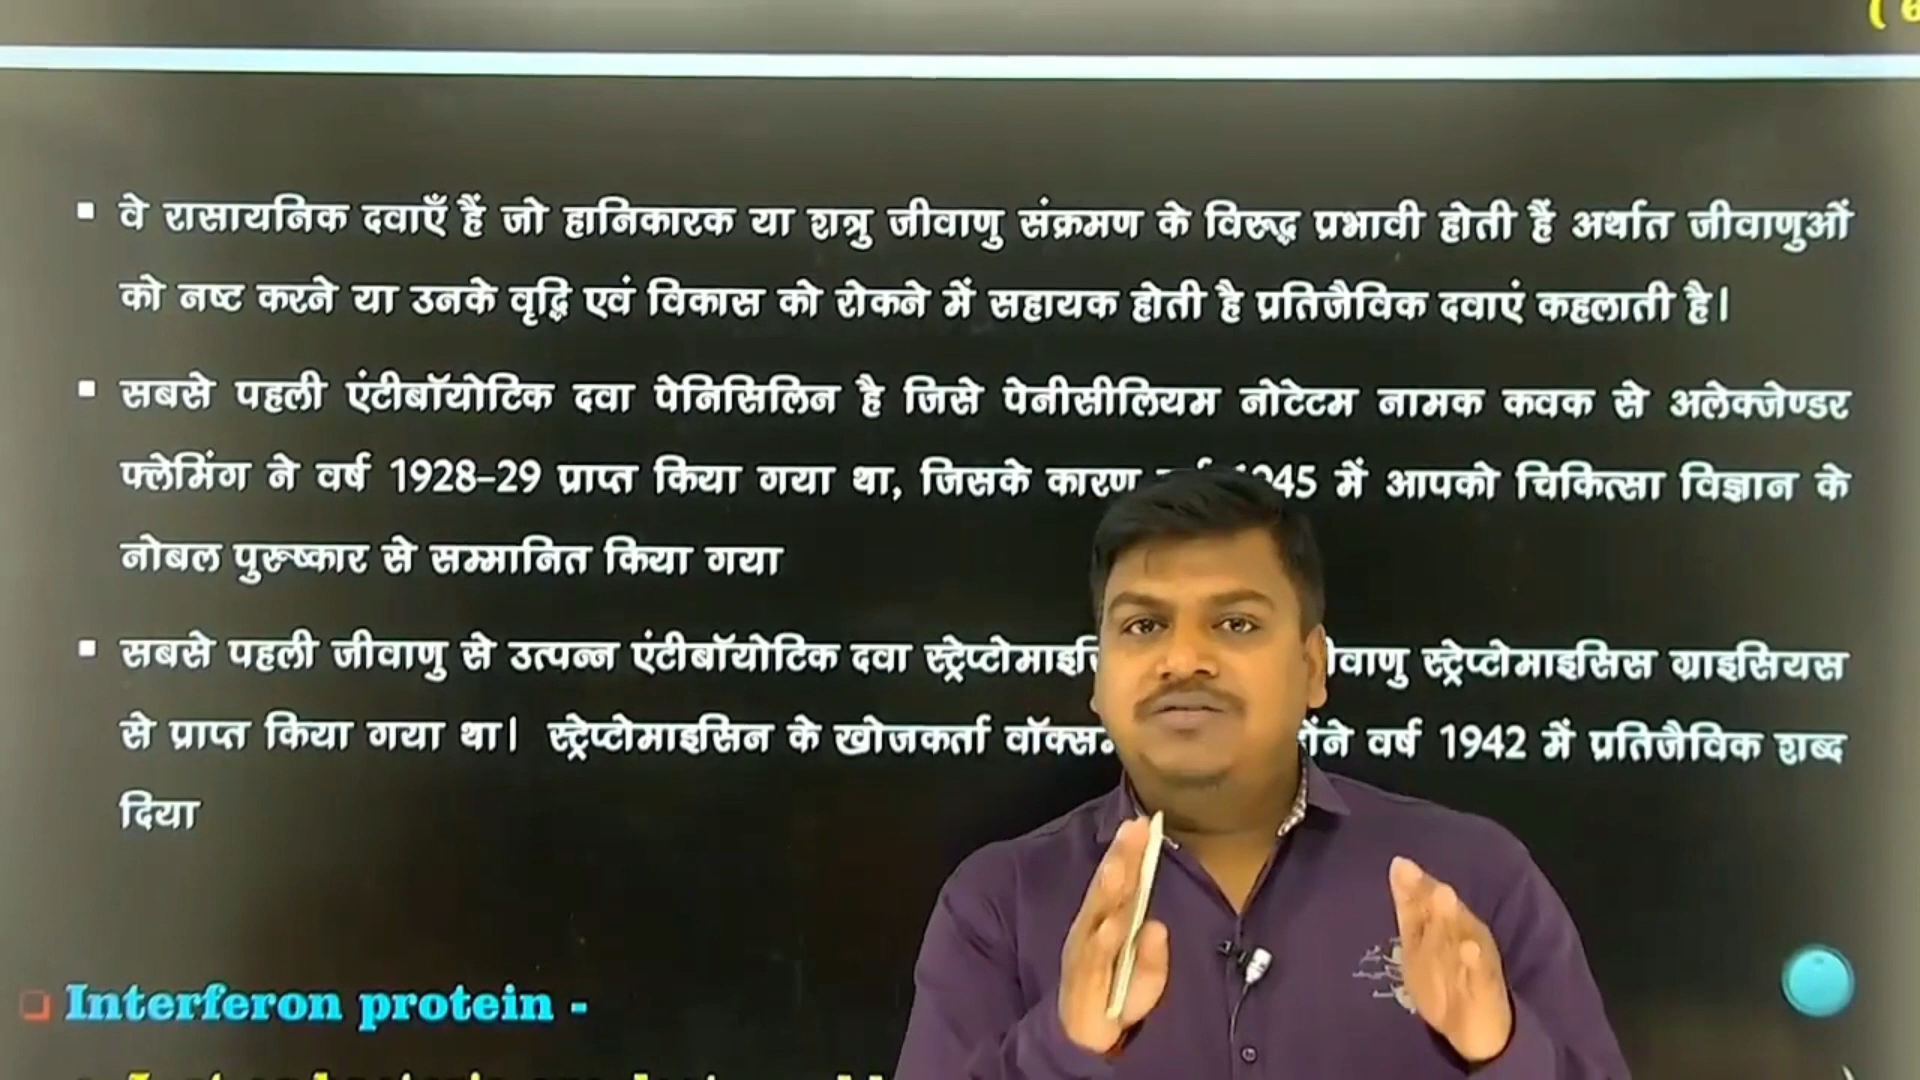 ▪ वे रासायनिक दवाएँ हैं जो हानिकारक या शत्रु जीवाणु संक्रमण के विरूद्ध प्रभावी होती हैं अर्थात जीवाणुओं
को नष्ट करने या उनके वृद्धि एवं विकास को रोकने में सहायक होती है प्रतिजैविक दवाएं कहलाती है।
▪ सबसे पहली एंटीबॉयोटिक दवा पेनिसिलिन है जिसे पेनीसीलियम नोटेटम नामक कवक से अलेक्जेण्डर
फ्लेमिंग ने वर्ष 1928-29 प्राप्त किया गया था, जिसके कारण में आपको चिकित्सा विज्ञान के
नोबल पुरूष्कार से सम्मानित किया गया
▪ सबसे पहली जीवाणु से उत्पन्न एंटीबॉयोटिक दवा स्ट्रेप्टोमाइसिस ग्राइसियस
से प्राप्त किया गया था। स्ट्रेप्टोमाइसिन के खोजकर्ता वर्ष 1942 में प्रतिजैविक शब्द
दिया
Interferon protein -